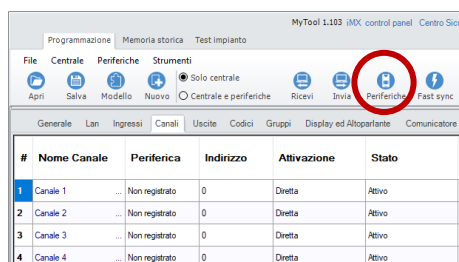 MyTool 1.103 iMX control panel Centro Sicu
Programmazione Memoria storica Test impianto
File Centrale Periferiche Strumenti
Solo centrale
Centrale e periferiche
Apri Salva Modello Nuovo Ricevi Invia Periferiche Fast sync
Generale Lan Ingressi Canali Uscite Codici Gruppi Display ed Altoparlante Comunicatore
# Nome Canale Periferica Indirizzo Attivazione Stato
1 Canale 1 ... Non registrato 0 Diretta Attivo
2 Canale 2 ... Non registrato 0 Diretta Attivo
3 Canale 3 ... Non registrato 0 Diretta Attivo
4 Canale 4 ... Non registrato 0 Diretta Attivo